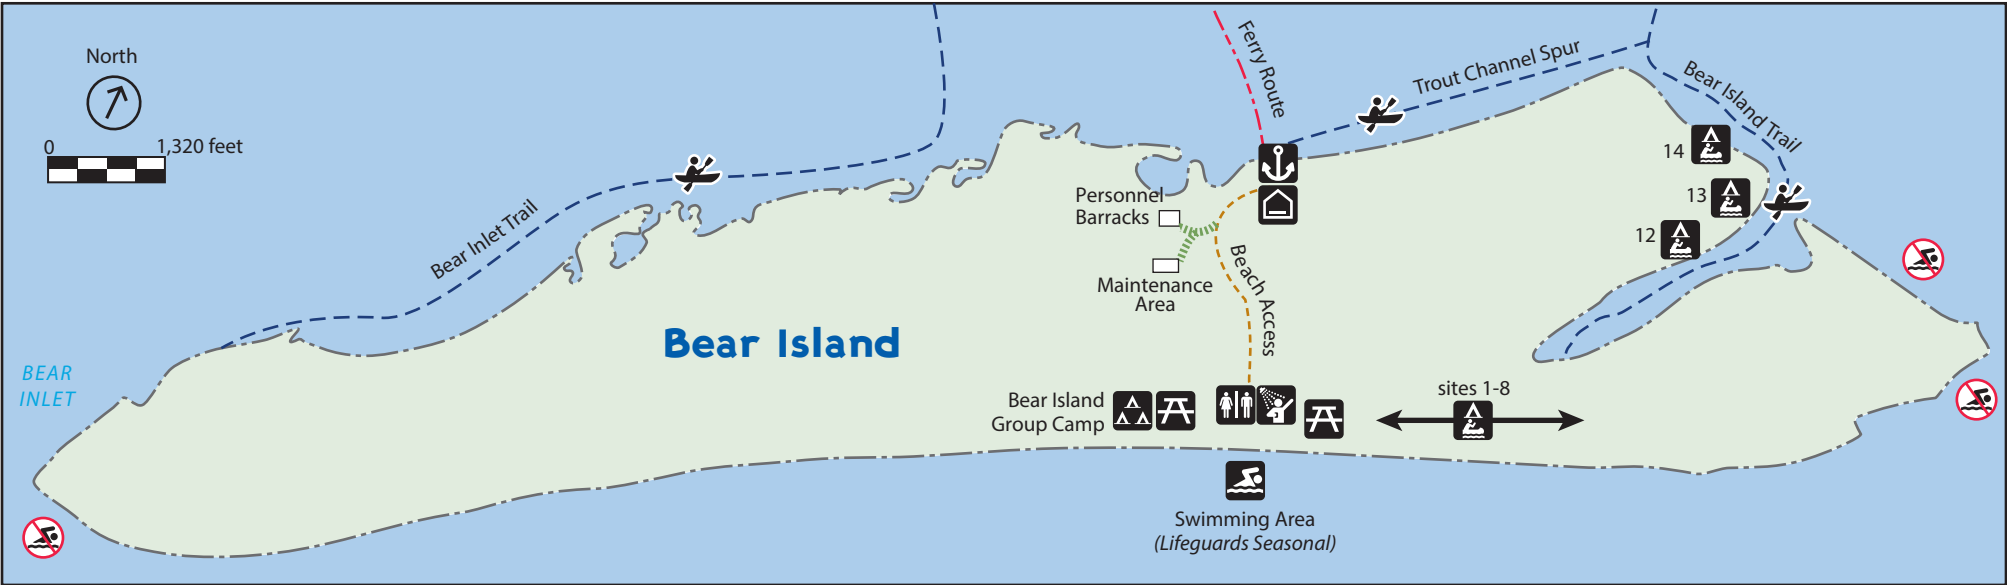 North
0 1,320 feet
Ferry Route
Trout Channel Spur
Bear Island Trail
14
13
12
Personnel
Barracks
Bear Inlet Trail
Beach Access
Maintenance
Area
Bear Island
BEAR
INLET
sites 1-8
Bear Island
Group Camp
Swimming Area
(Lifeguards Seasonal)